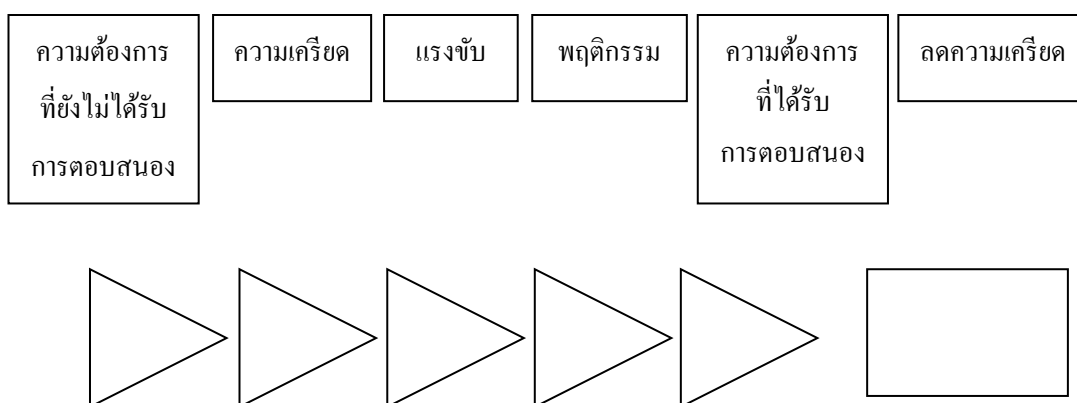 ความต้องการ
ที่ยังไม่ได้รับ
การตอบสนอง
ความเครียด
แรงขับ
พฤติกรรม
ความต้องการ
ที่ได้รับ
การตอบสนอง
ลดความเครียด